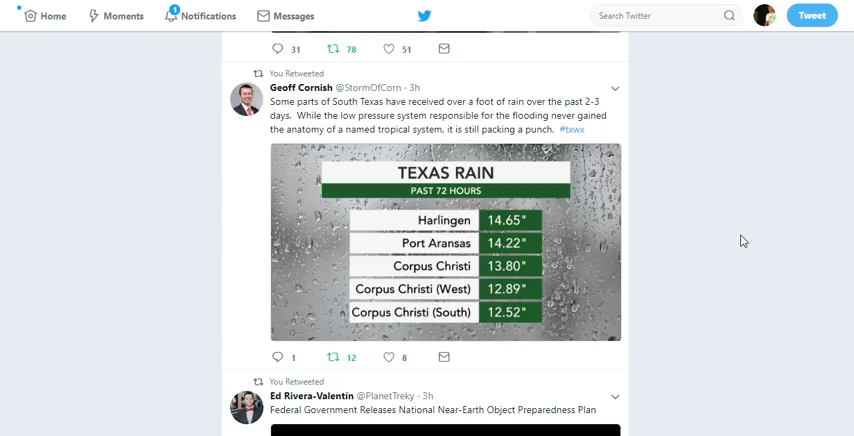 Home Moments 1 Notifications Messages Search Twitter Tweet
31 78 51
You Retweeted
Geoff Cornish @StormOfCorn · 3h
Some parts of South Texas have received over a foot of rain over the past 2-3
days. While the low pressure system responsible for the flooding never gained
the anatomy of a named tropical system, it is still packing a punch. #txwx
TEXAS RAIN
PAST 72 HOURS
Harlingen 14.65"
Port Aransas 14.22"
Corpus Christi 13.80"
Corpus Christi (West) 12.89"
Corpus Christi (South) 12.52"
1 12 8
You Retweeted
Ed Rivera-Valentín @PlanetTreky · 3h
Federal Government Releases National Near-Earth Object Preparedness Plan